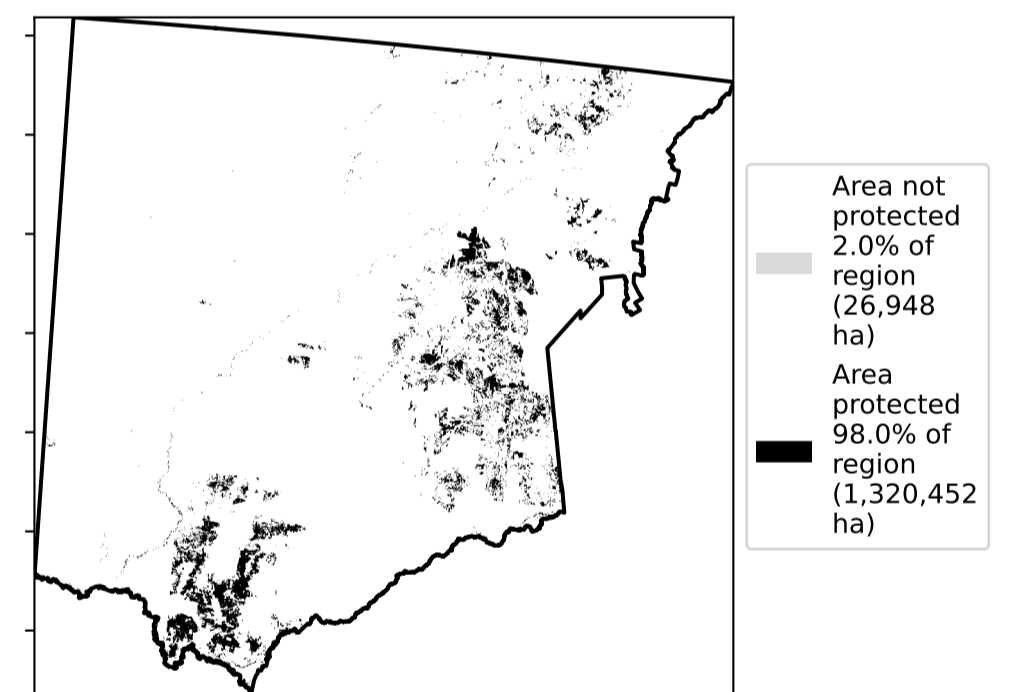 Area not
protected
2.0% of
region
(26,948
ha)
Area
protected
98.0% of
region
(1,320,452
ha)